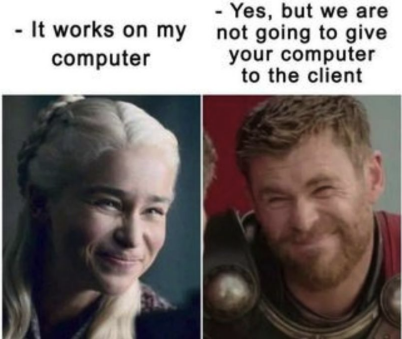 - It works on my
computer
- Yes, but we are
not going to give
your computer
to the client